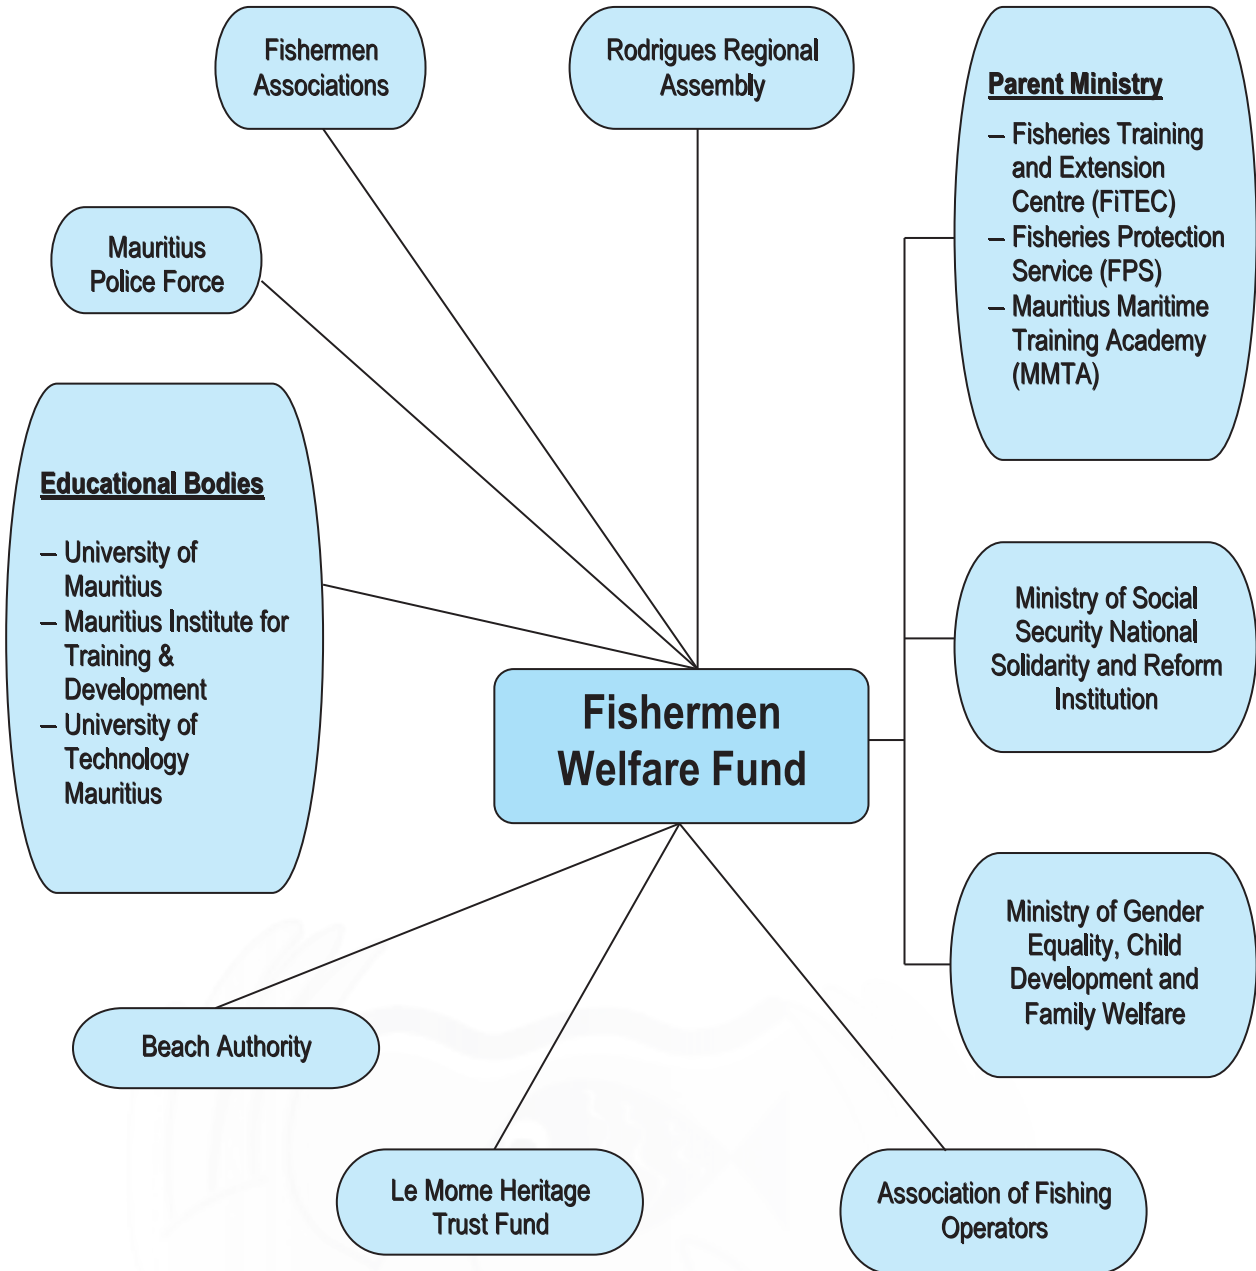 Fishermen
Associations
Rodrigues Regional
Assembly
Parent Ministry
– Fisheries Training
and Extension
Centre (FiTEC)
– Fisheries Protection
Service (FPS)
– Mauritius Maritime
Training Academy
(MMTA)
Mauritius
Police Force
Educational Bodies
– University of
Mauritius
– Mauritius Institute for
Training &
Development
– University of
Technology
Mauritius
Fishermen
Welfare Fund
Ministry of Social
Security National
Solidarity and Reform
Institution
Ministry of Gender
Equality, Child
Development and
Family Welfare
Beach Authority
Le Morne Heritage
Trust Fund
Association of Fishing
Operators